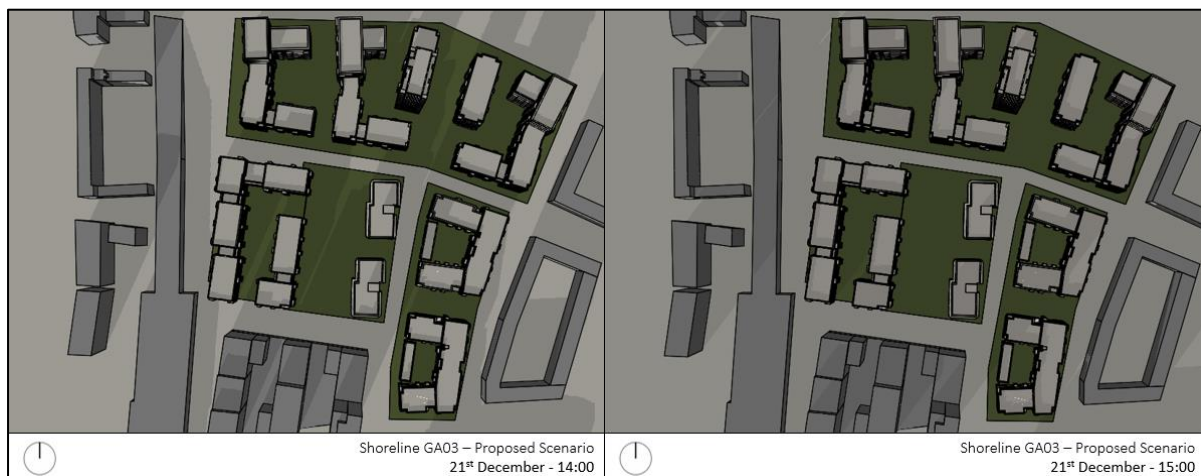 Shoreline GA03 – Proposed Scenario
21st December - 14:00
Shoreline GA03 – Proposed Scenario
21st December - 15:00